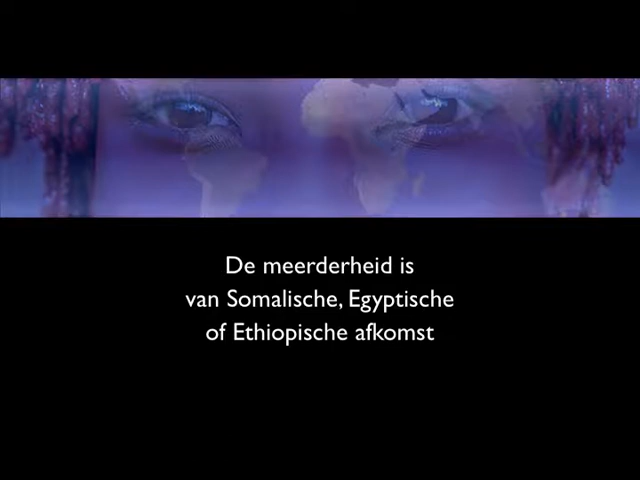 De meerderheid is
van Somalische, Egyptische
of Ethiopische afkomst